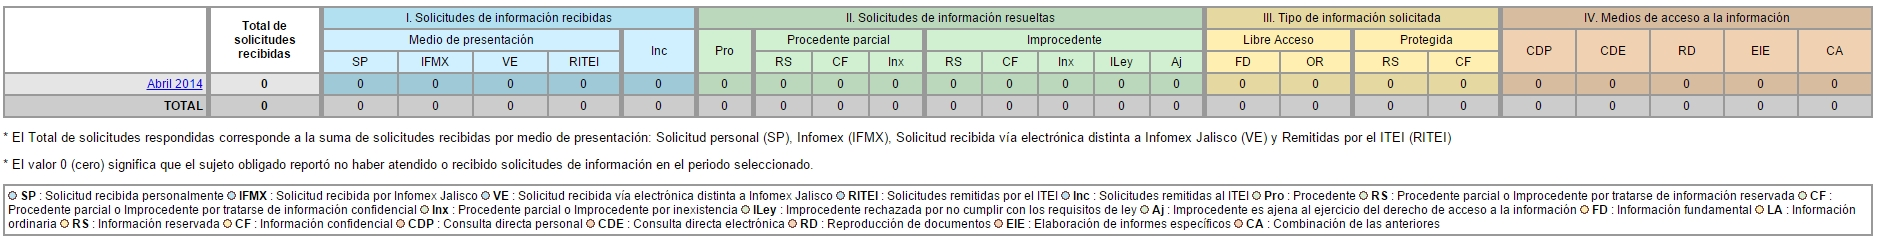 Total de solicitudes recibidas
I. Solicitudes de información recibidas
II. Solicitudes de información resueltas
III. Tipo de información solicitada
IV. Medios de acceso a la información
Medio de presentación
Inc
Pro
Procedente parcial
Improcedente
Libre Acceso
Protegida
CDP
CDE
RD
EIE
CA
SP IFMX VE RITEI
RS CF Inx
RS CF Inx ILey Aj
FD OR
RS CF
Abril 2014 0 0 0 0 0 0 0 0 0 0 0 0 0 0 0 0 0 0 0 0 0 0 0 0
TOTAL 0 0 0 0 0 0 0 0 0 0 0 0 0 0 0 0 0 0 0 0 0 0 0 0
* El Total de solicitudes respondidas corresponde a la suma de solicitudes recibidas por medio de presentación: Solicitud personal (SP), Infomex (IFMX), Solicitud recibida vía electrónica distinta a Infomex Jalisco (VE) y Remitidas por el ITEI (RITEI)
* El valor 0 (cero) significa que el sujeto obligado reportó no haber atendido o recibido solicitudes de información en el periodo seleccionado.
SP : Solicitud recibida personalmente IFMX : Solicitud recibida por Infomex Jalisco VE : Solicitud recibida vía electrónica distinta a Infomex Jalisco RITEI : Solicitudes remitidas por el ITEI Inc : Solicitudes remitidas al ITEI Pro : Procedente RS : Procedente parcial o Improcedente por tratarse de información reservada CF :
Procedente parcial o Improcedente por tratarse de información confidencial Inx : Procedente parcial o Improcedente por inexistencia ILey : Improcedente rechazada por no cumplir con los requisitos de ley Aj : Improcedente es ajena al ejercicio del derecho de acceso a la información FD : Información fundamental LA : Información
ordinaria RS : Información reservada CF : Información confidencial CDP : Consulta directa personal CDE : Consulta directa electrónica RD : Reproducción de documentos EIE : Elaboración de informes específicos CA : Combinación de las anteriores